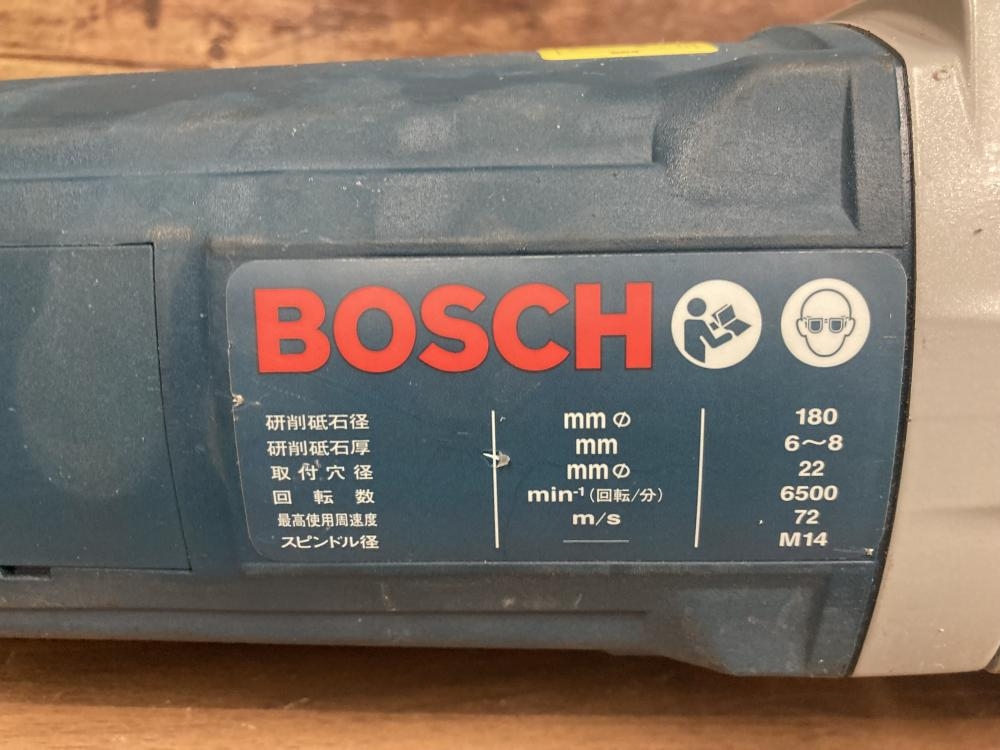 BOSCH
研削砥石径 mm ∅ 180
研削砥石厚 mm 6〜8
取付穴径 mm∅ 22
回転数 min⁻¹ (回転/分) 6500
最高使用周速度 m/s 72
スピンドル径 —— M14